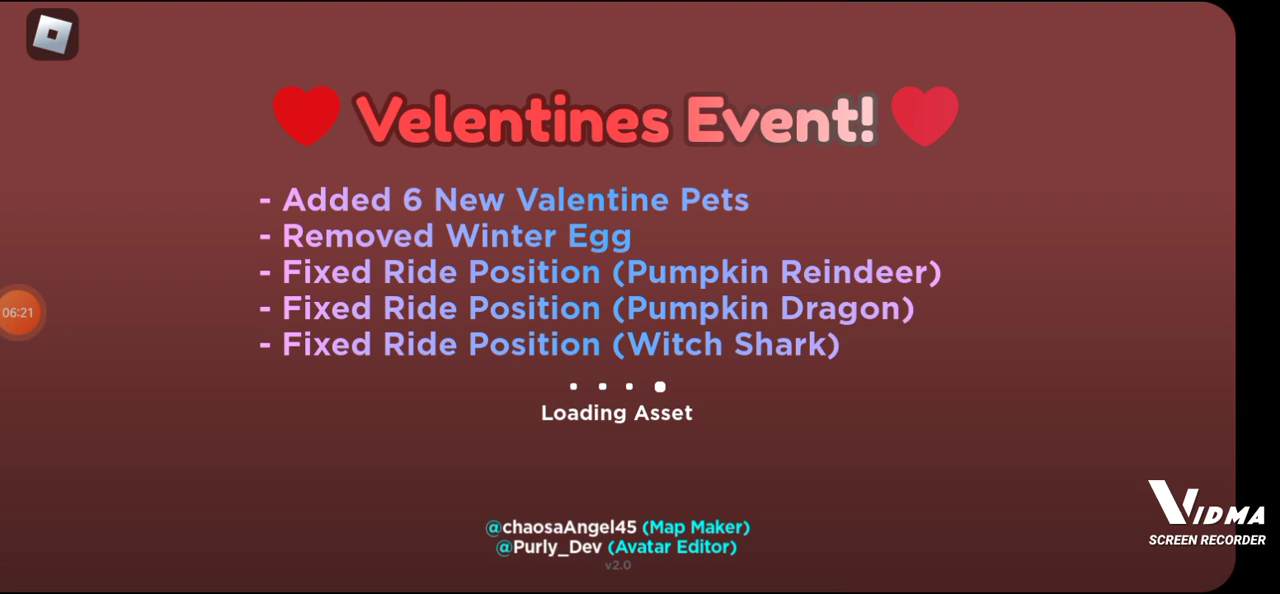 Velentines Event!
- Added 6 New Valentine Pets
- Removed Winter Egg
- Fixed Ride Position (Pumpkin Reindeer)
- Fixed Ride Position (Pumpkin Dragon)
06:21
- Fixed Ride Position (Witch Shark)
Loading Asset
VIDMA
SCREEN RECORDER
@chaosaAngel45 (Map Maker)
@Purly_Dev (Avatar Editor)
v2.0